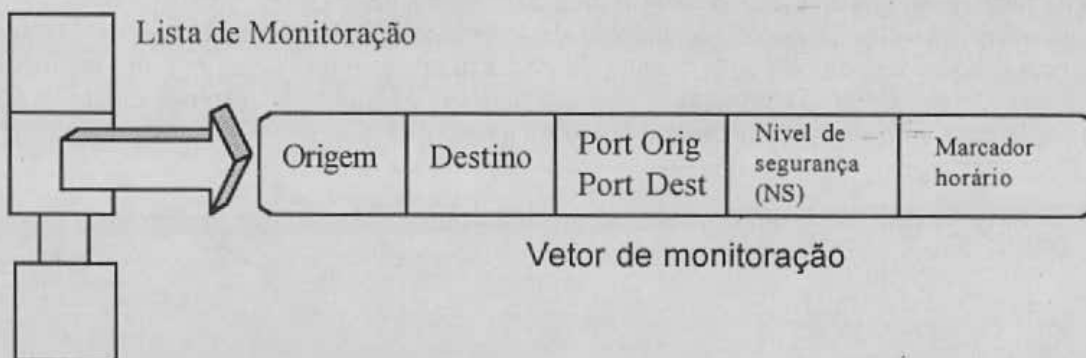 Lista de Monitoração
Origem
Destino
Port Orig
Port Dest
Nivel de
segurança
(NS)
Marcador
horário
Vetor de monitoração